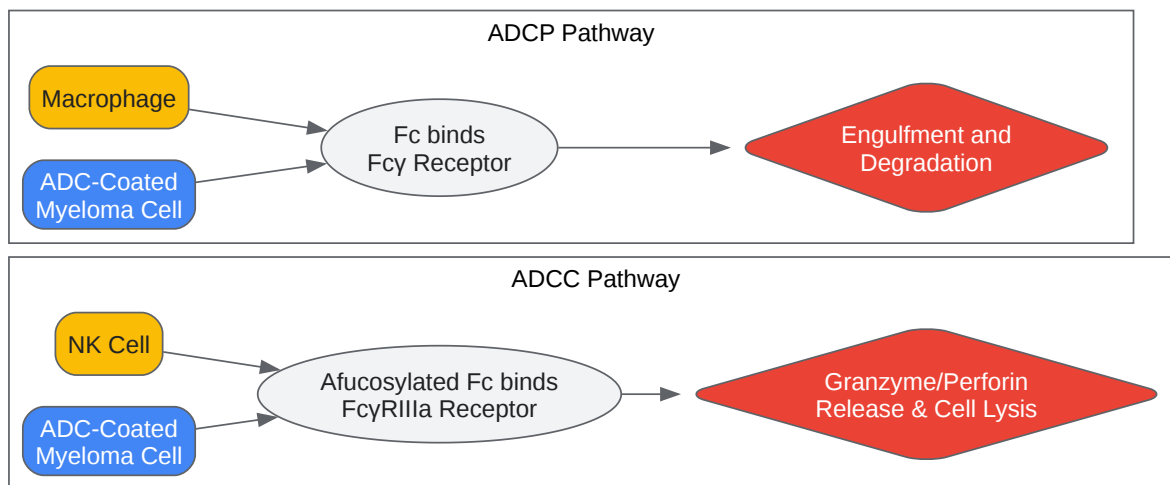 ADCP Pathway
Macrophage
ADC-Coated
Myeloma Cell
Fc binds
Fcγ Receptor
Engulfment and
Degradation
ADCC Pathway
NK Cell
ADC-Coated
Myeloma Cell
Afucosylated Fc binds
FcγRIIIa Receptor
Granzyme/Perforin
Release & Cell Lysis